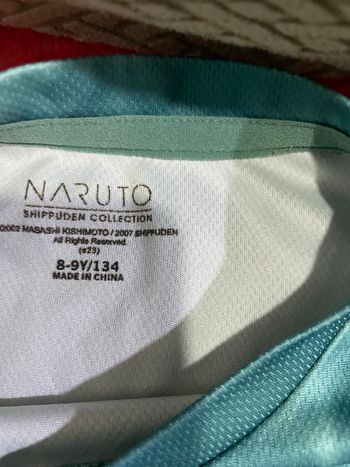 NARUTO
SHIPPUDEN COLLECTION
2002 MASASHI KISHIMOTO / 2007 SHIPPUDEN
All Rights Reserved
(e23)
8-9Y/134
MADE IN CHINA